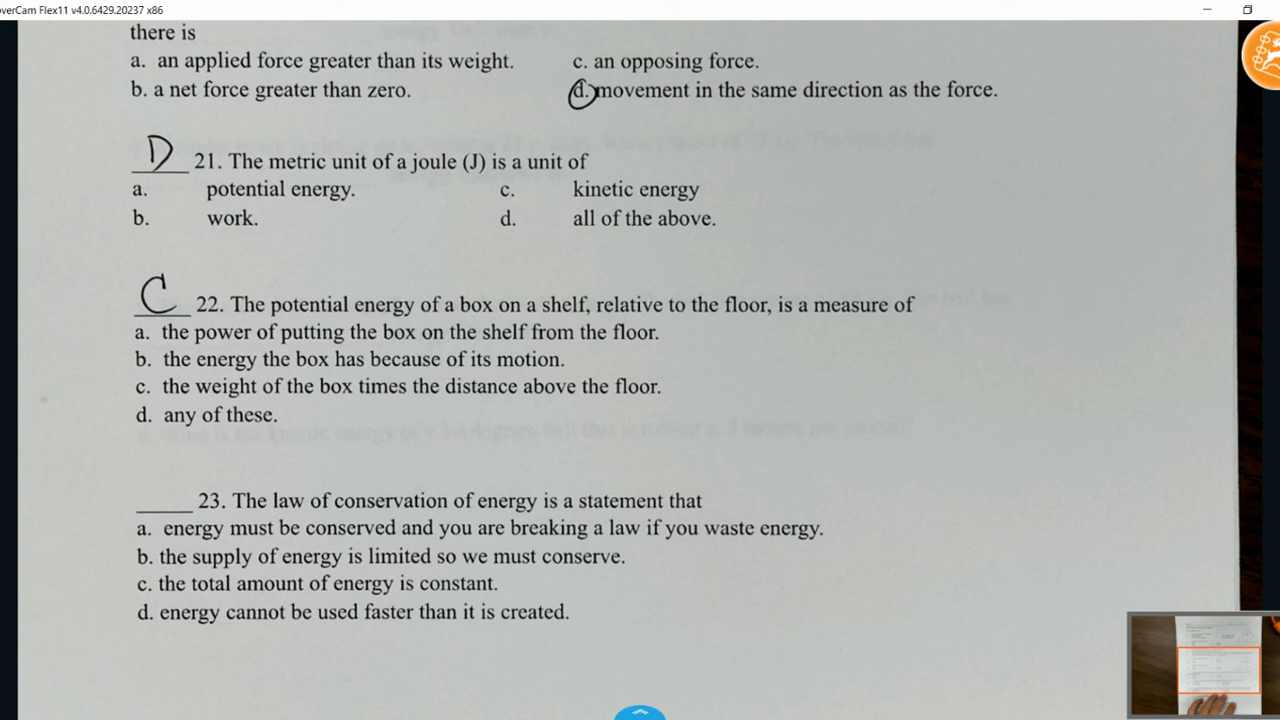 verCam Flex11 v4.0.6429.20237 x86
there is
a. an applied force greater than its weight. c. an opposing force.
b. a net force greater than zero. d. movement in the same direction as the force.
D 21. The metric unit of a joule (J) is a unit of
a. potential energy. c. kinetic energy
b. work. d. all of the above.
C 22. The potential energy of a box on a shelf, relative to the floor, is a measure of
a. the power of putting the box on the shelf from the floor.
b. the energy the box has because of its motion.
c. the weight of the box times the distance above the floor.
d. any of these.
____ 23. The law of conservation of energy is a statement that
a. energy must be conserved and you are breaking a law if you waste energy.
b. the supply of energy is limited so we must conserve.
c. the total amount of energy is constant.
d. energy cannot be used faster than it is created.